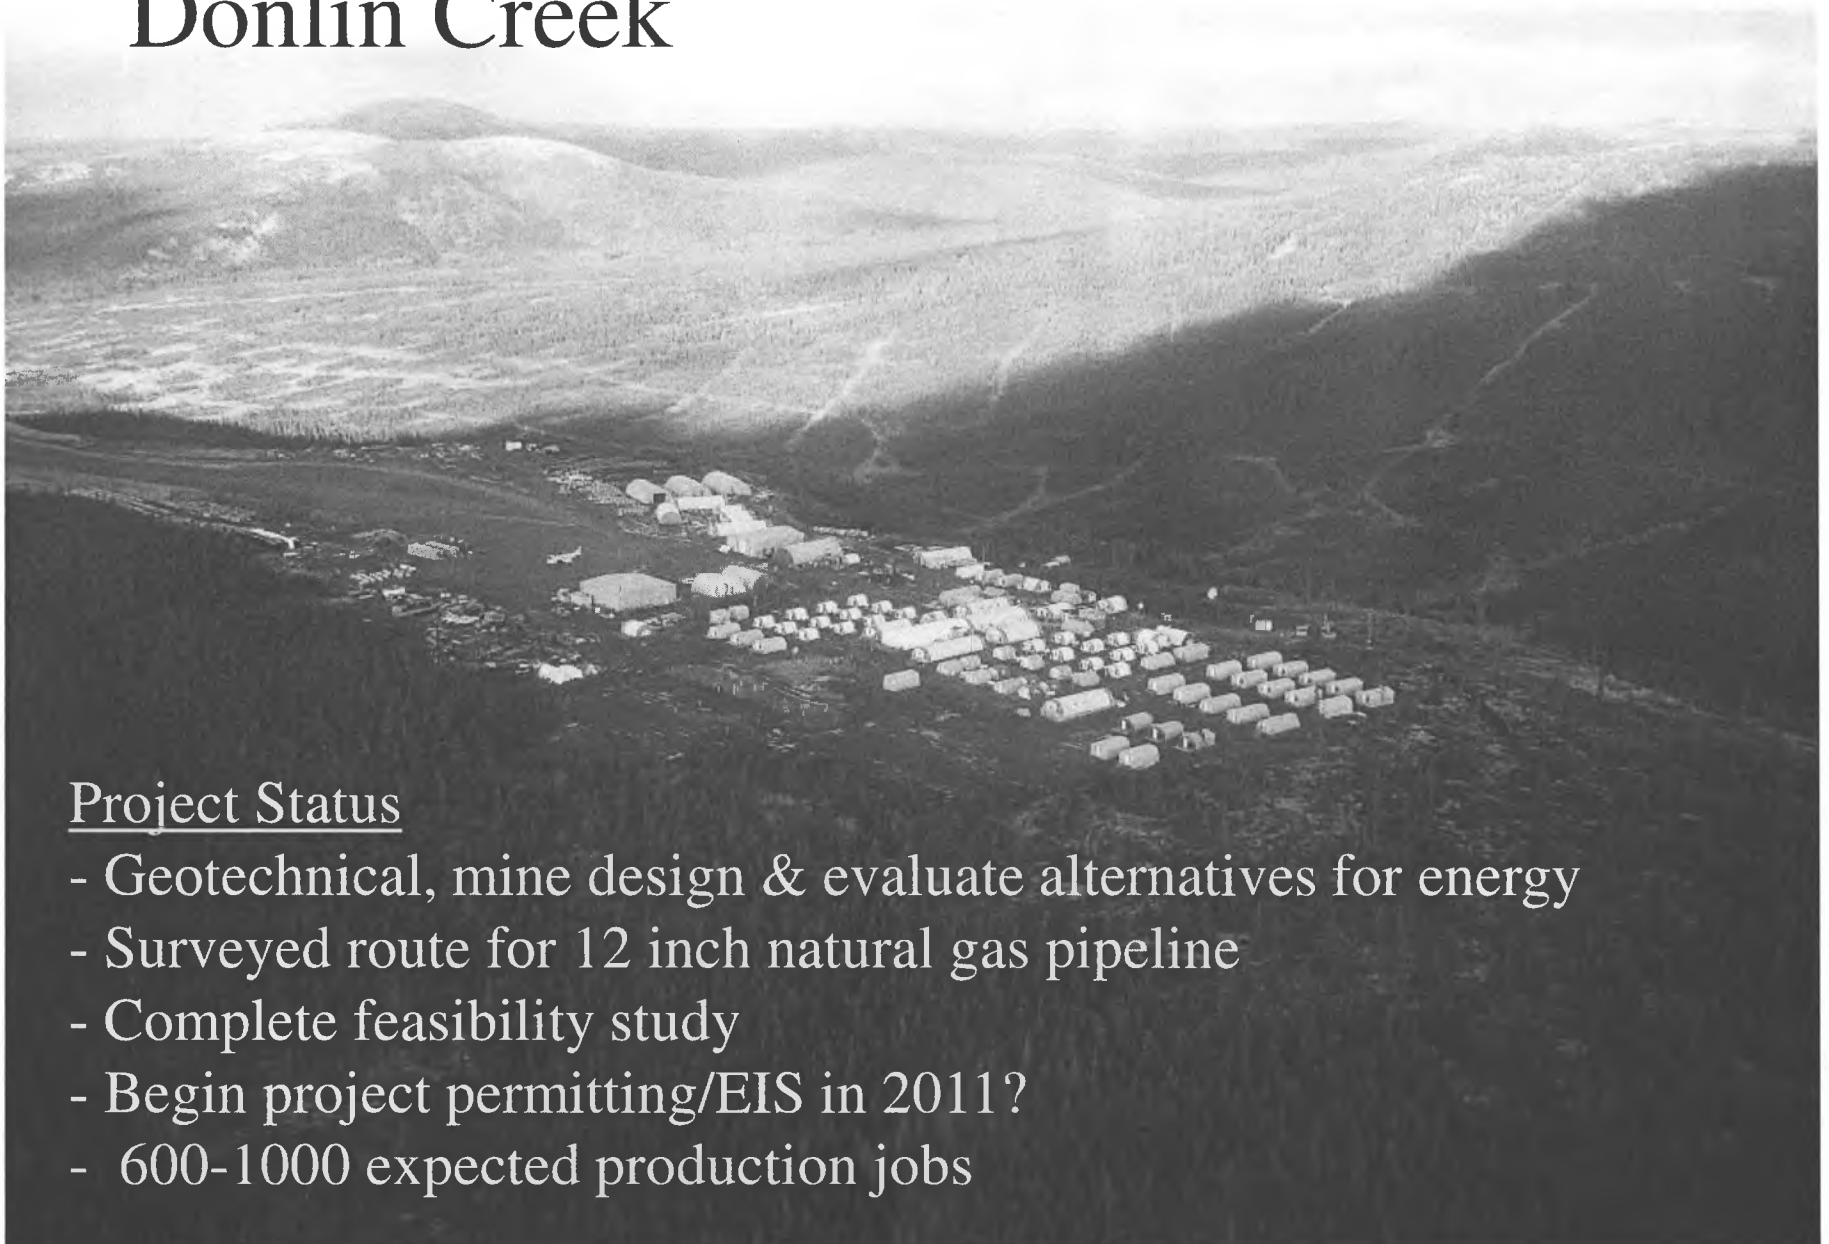 Donlin Creek
Project Status
- Geotechnical, mine design & evaluate alternatives for energy
- Surveyed route for 12 inch natural gas pipeline
- Complete feasibility study
- Begin project permitting/EIS in 2011?
- 600-1000 expected production jobs